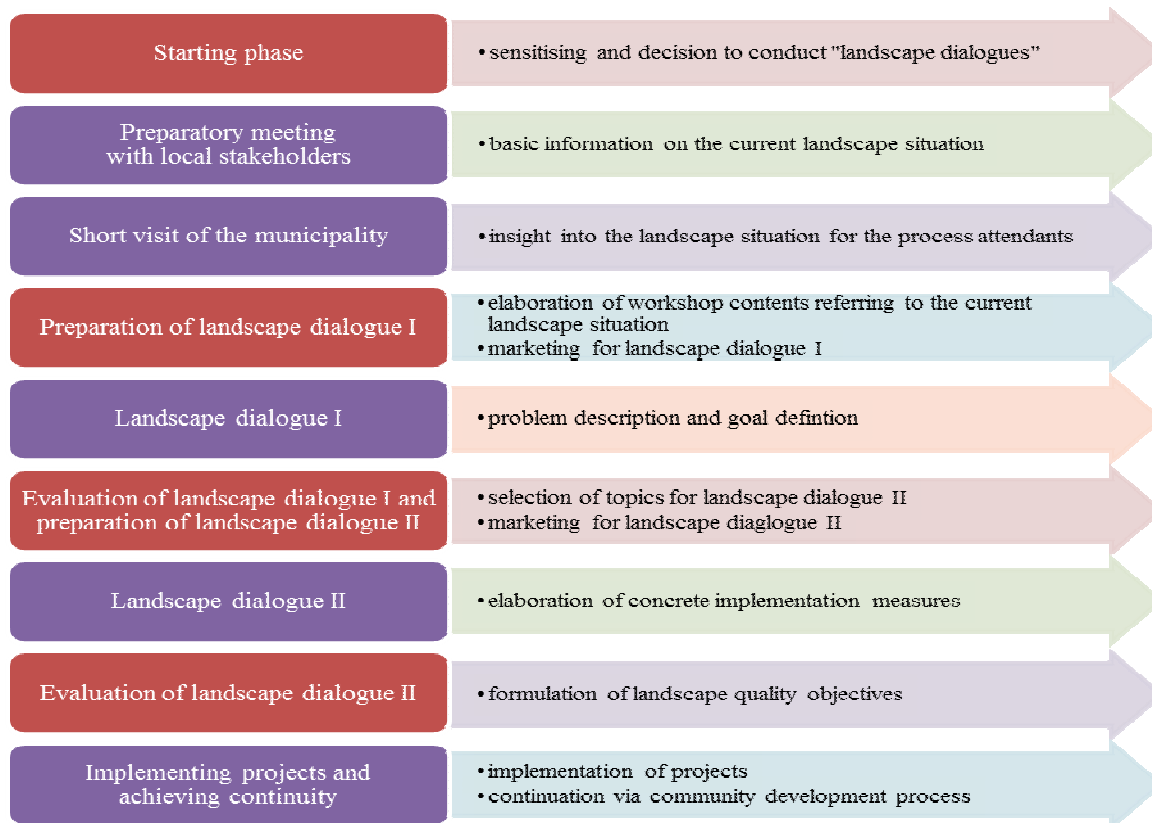 Starting phase
• sensitising and decision to conduct ”landscape dialogues”
Preparatory meeting
with local stakeholders
• basic information on the current landscape situation
Short visit of the municipality
• insight into the landscape situation for the process attendants
Preparation of landscape dialogue I
• elaboration of workshop contents referring to the current
landscape situation
• marketing for landscape dialogue I
Landscape dialogue I
• problem description and goal defintion
Evaluation of landscape dialogue I and
preparation of landscape dialogue II
• selection of topics for landscape dialogue II
• marketing for landscape diaglogue II
Landscape dialogue II
• elaboration of concrete implementation measures
Evaluation of landscape dialogue II
• formulation of landscape quality objectives
Implementing projects and
achieving continuity
• implementation of projects
• continuation via community development process